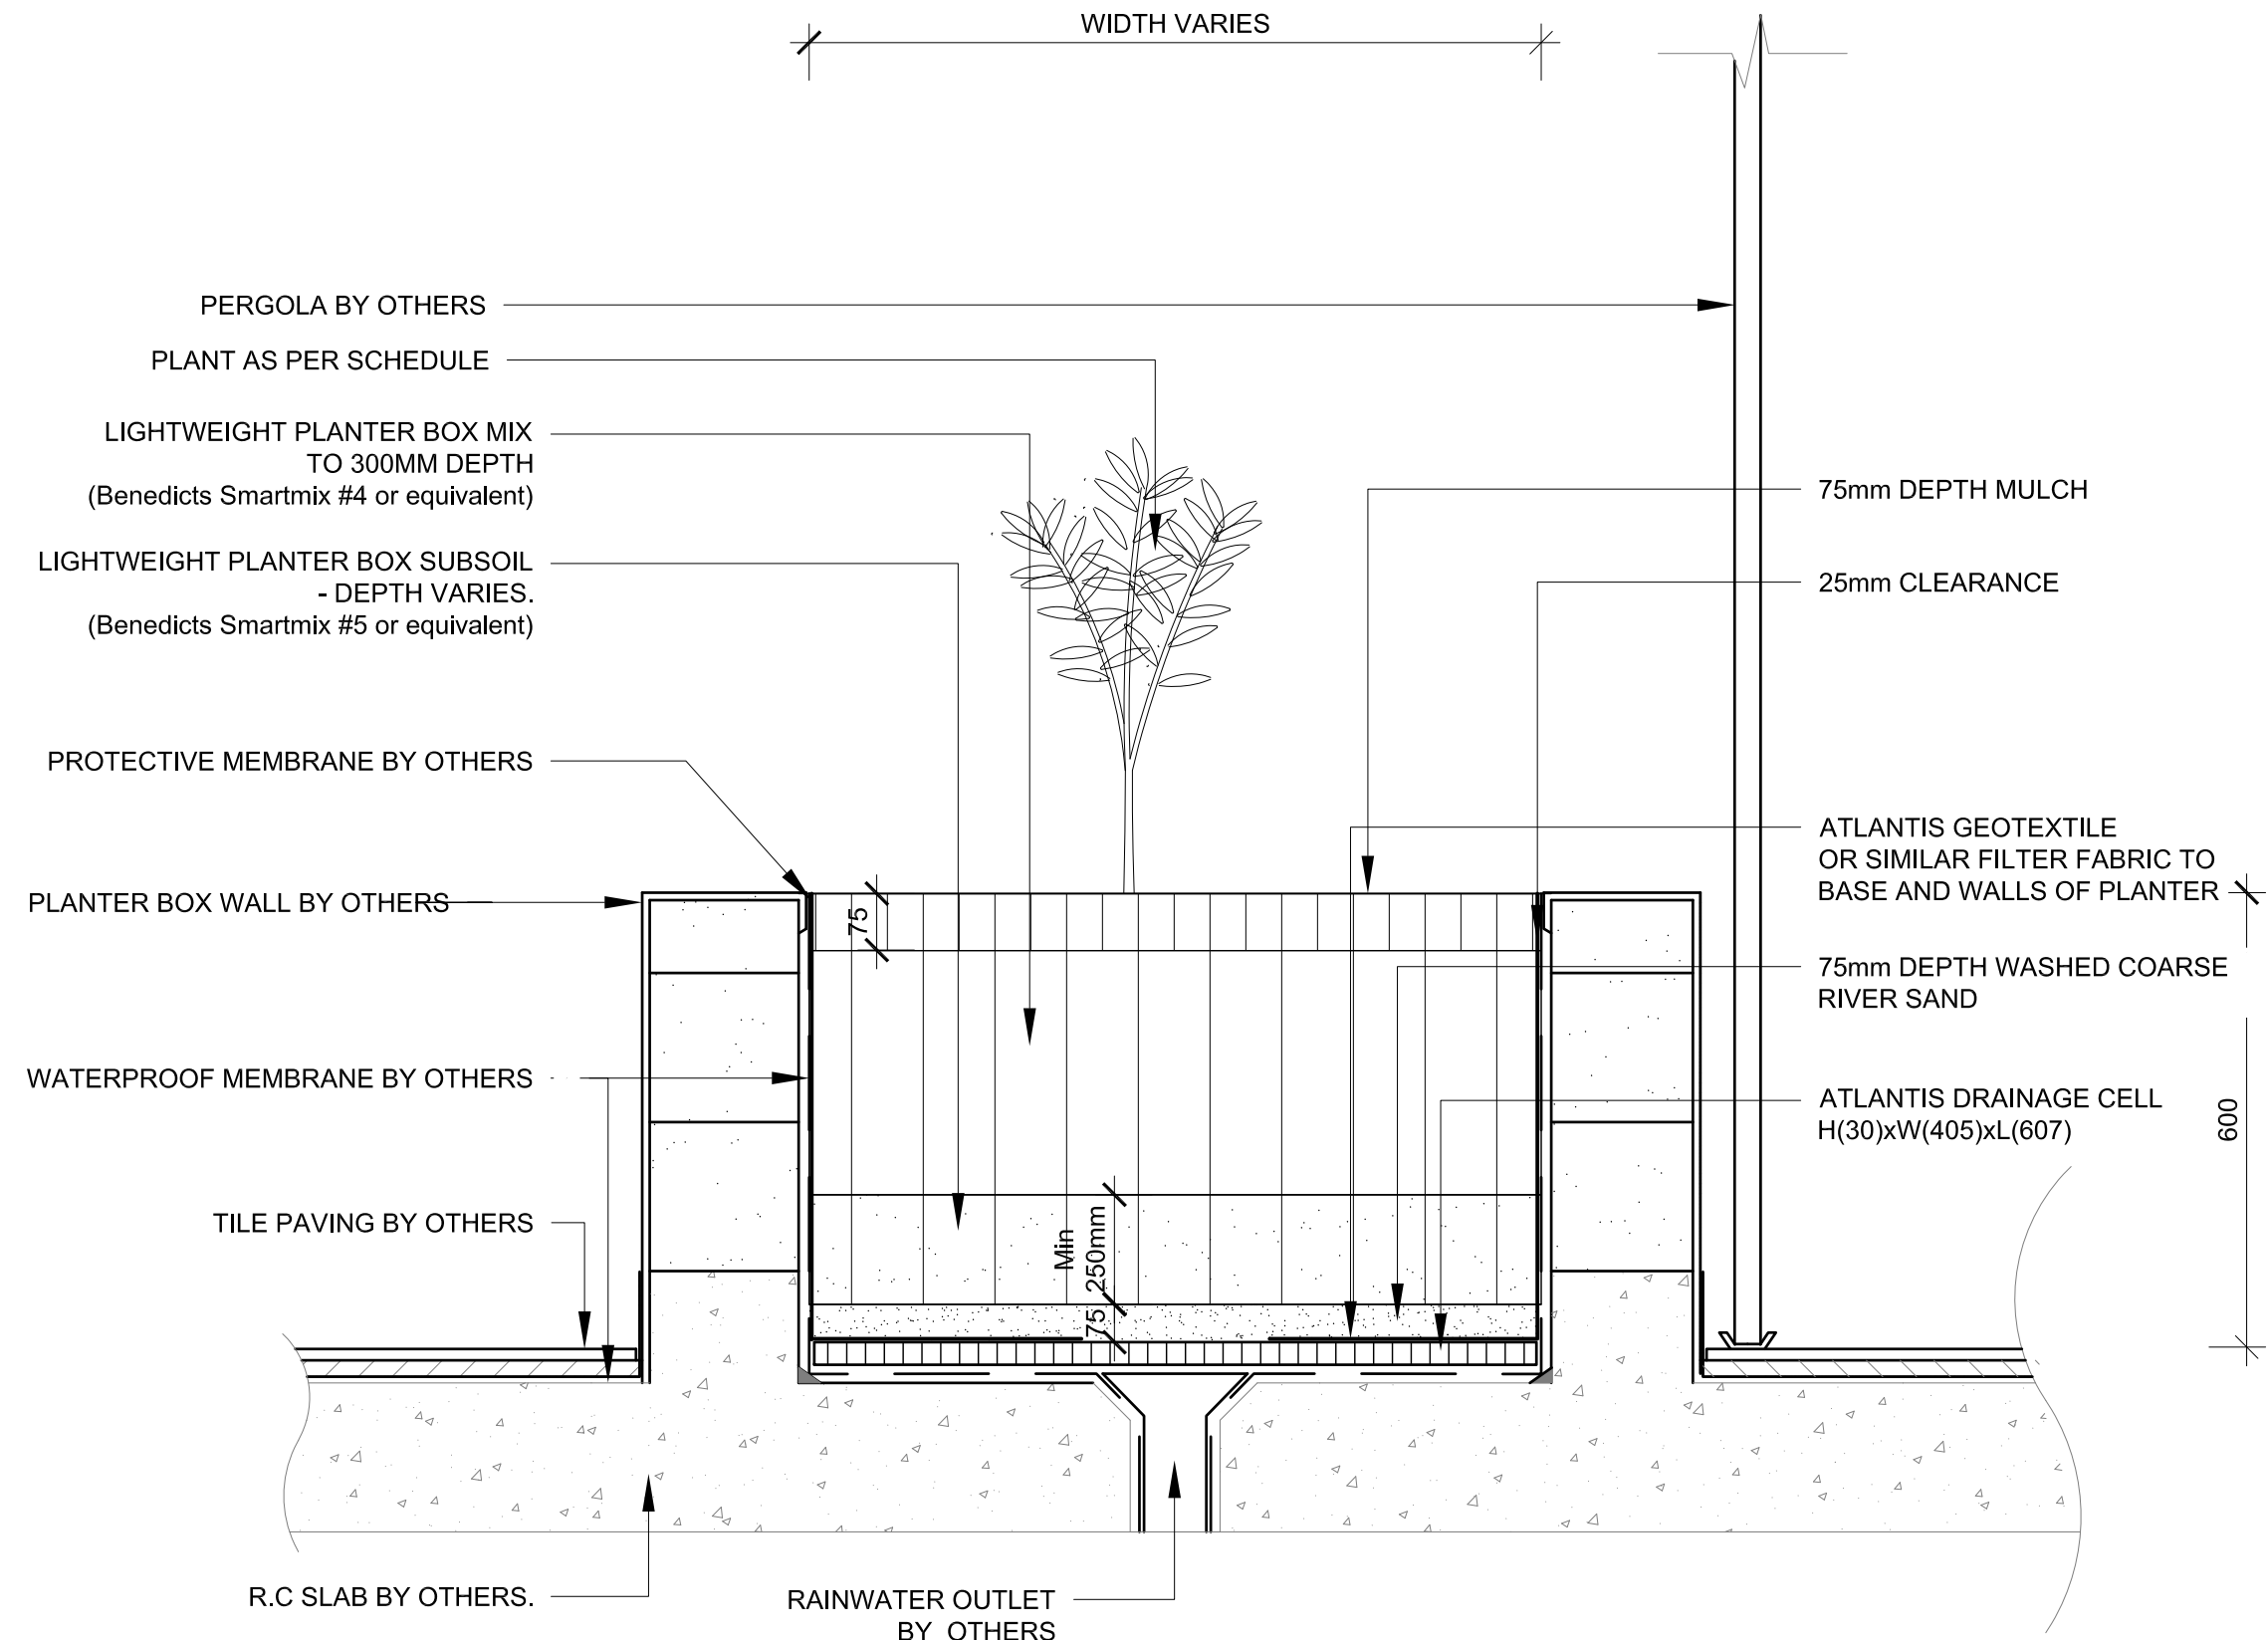 WIDTH VARIES
PERGOLA BY OTHERS
PLANT AS PER SCHEDULE
LIGHTWEIGHT PLANTER BOX MIX
TO 300MM DEPTH
(Benedicts Smartmix #4 or equivalent)
LIGHTWEIGHT PLANTER BOX SUBSOIL
- DEPTH VARIES.
(Benedicts Smartmix #5 or equivalent)
PROTECTIVE MEMBRANE BY OTHERS
PLANTER BOX WALL BY OTHERS
WATERPROOF MEMBRANE BY OTHERS
TILE PAVING BY OTHERS
R.C SLAB BY OTHERS.
RAINWATER OUTLET
BY OTHERS
75
Min
250mm
75
75mm DEPTH MULCH
25mm CLEARANCE
ATLANTIS GEOTEXTILE
OR SIMILAR FILTER FABRIC TO
BASE AND WALLS OF PLANTER
75mm DEPTH WASHED COARSE
RIVER SAND
ATLANTIS DRAINAGE CELL
H(30)xW(405)xL(607)
600